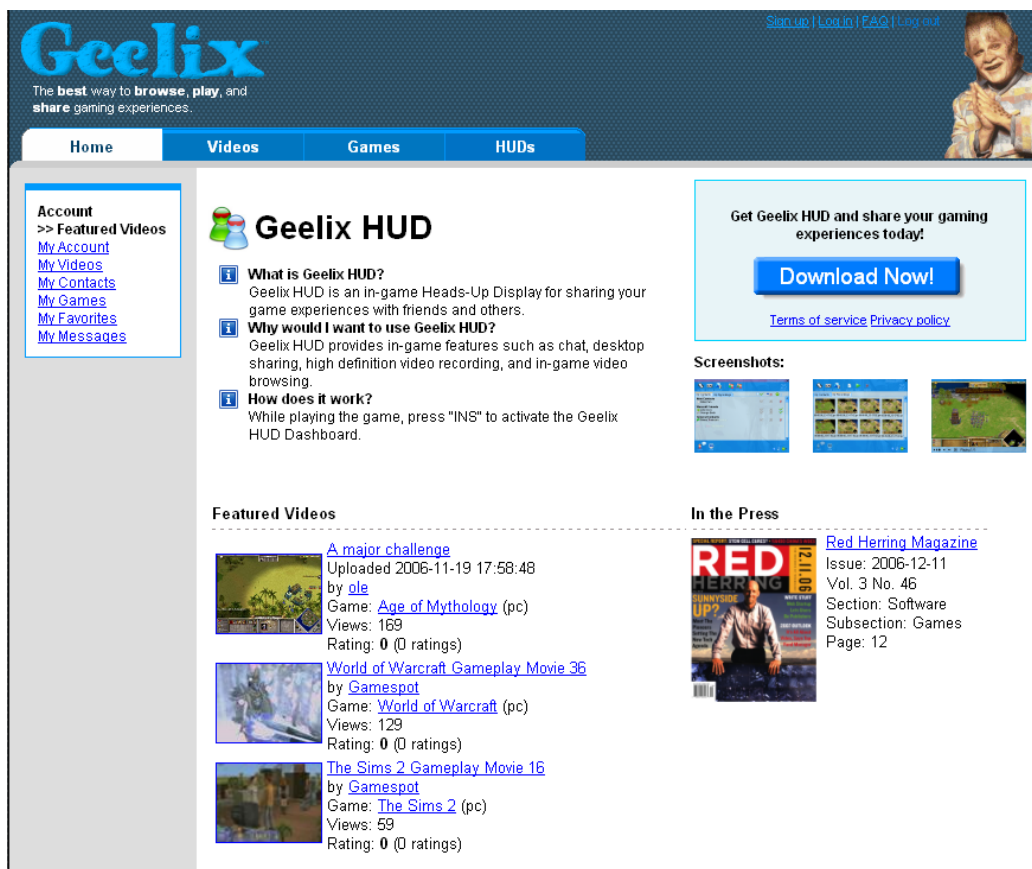 Geelix
The best way to browse, play, and
share gaming experiences.
Sign up | Log in | FAQ | Log out
Home
Videos
Games
HUDs
Account
>> Featured Videos
My Account
My Videos
My Contacts
My Games
My Favorites
My Messages
Geelix HUD
What is Geelix HUD?
Geelix HUD is an in-game Heads-Up Display for sharing your
game experiences with friends and others.
Why would I want to use Geelix HUD?
Geelix HUD provides in-game features such as chat, desktop
sharing, high definition video recording, and in-game video
browsing.
How does it work?
While playing the game, press "INS" to activate the Geelix
HUD Dashboard.
Get Geelix HUD and share your gaming
experiences today!
Download Now!
Terms of service Privacy policy
Screenshots:
Featured Videos
A major challenge
Uploaded 2006-11-19 17:58:48
by ole
Game: Age of Mythology (pc)
Views: 169
Rating: 0 (0 ratings)
World of Warcraft Gameplay Movie 36
by Gamespot
Game: World of Warcraft (pc)
Views: 129
Rating: 0 (0 ratings)
The Sims 2 Gameplay Movie 16
by Gamespot
Game: The Sims 2 (pc)
Views: 59
Rating: 0 (0 ratings)
In the Press
RED
HERRING
12.11.06
SUNNYSIDE
UP?
Red Herring Magazine
Issue: 2006-12-11
Vol. 3 No. 46
Section: Software
Subsection: Games
Page: 12